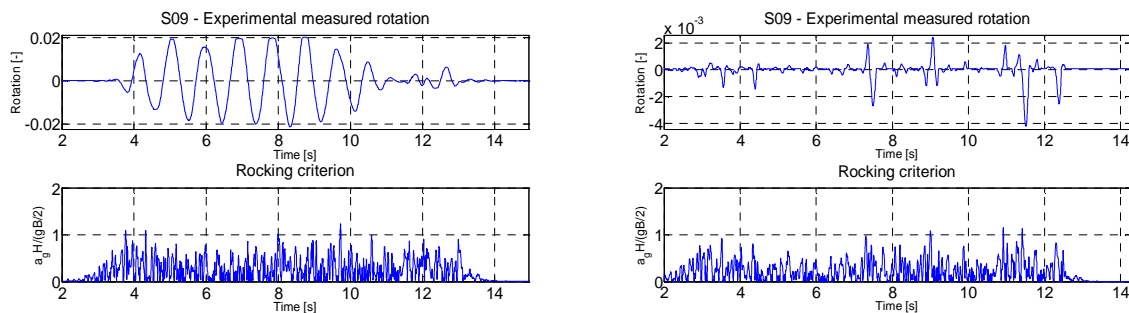 S09 - Experimental measured rotation
0.02
0
-0.02
Rotation [-]
2 4 6 8 10 12 14
Time [s]
Rocking criterion
2
1
0
a_g H/(gB/2)
2 4 6 8 10 12 14
Time [s]
S09 - Experimental measured rotation
x 10^-3
2
0
-2
-4
Rotation [-]
2 4 6 8 10 12 14
Time [s]
Rocking criterion
2
1
0
a_g H/(gB/2)
2 4 6 8 10 12 14
Time [s]